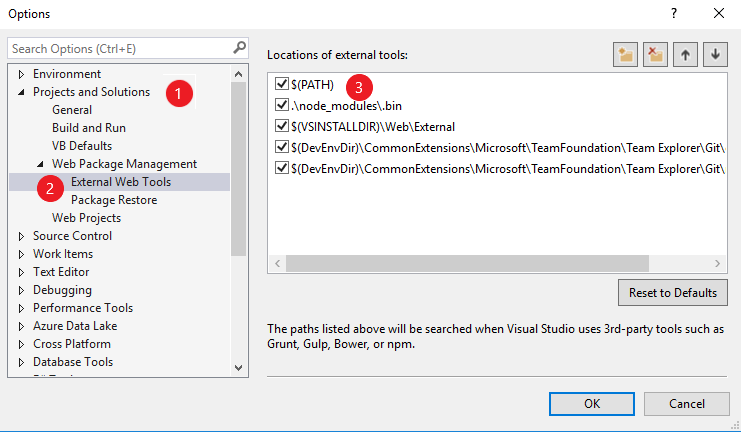 Options
?
Search Options (Ctrl+E)
Environment
Projects and Solutions
1
General
Build and Run
VB Defaults
Web Package Management
2
External Web Tools
Package Restore
Web Projects
Source Control
Work Items
Text Editor
Debugging
Performance Tools
Azure Data Lake
Cross Platform
Database Tools
Locations of external tools:
$(PATH)
3
.\node_modules\.bin
$(VSINSTALLDIR)\Web\External
$(DevEnvDir)\CommonExtensions\Microsoft\TeamFoundation\Team Explorer\Git\
$(DevEnvDir)\CommonExtensions\Microsoft\TeamFoundation\Team Explorer\Git\
Reset to Defaults
The paths listed above will be searched when Visual Studio uses 3rd-party tools such as
Grunt, Gulp, Bower, or npm.
OK
Cancel